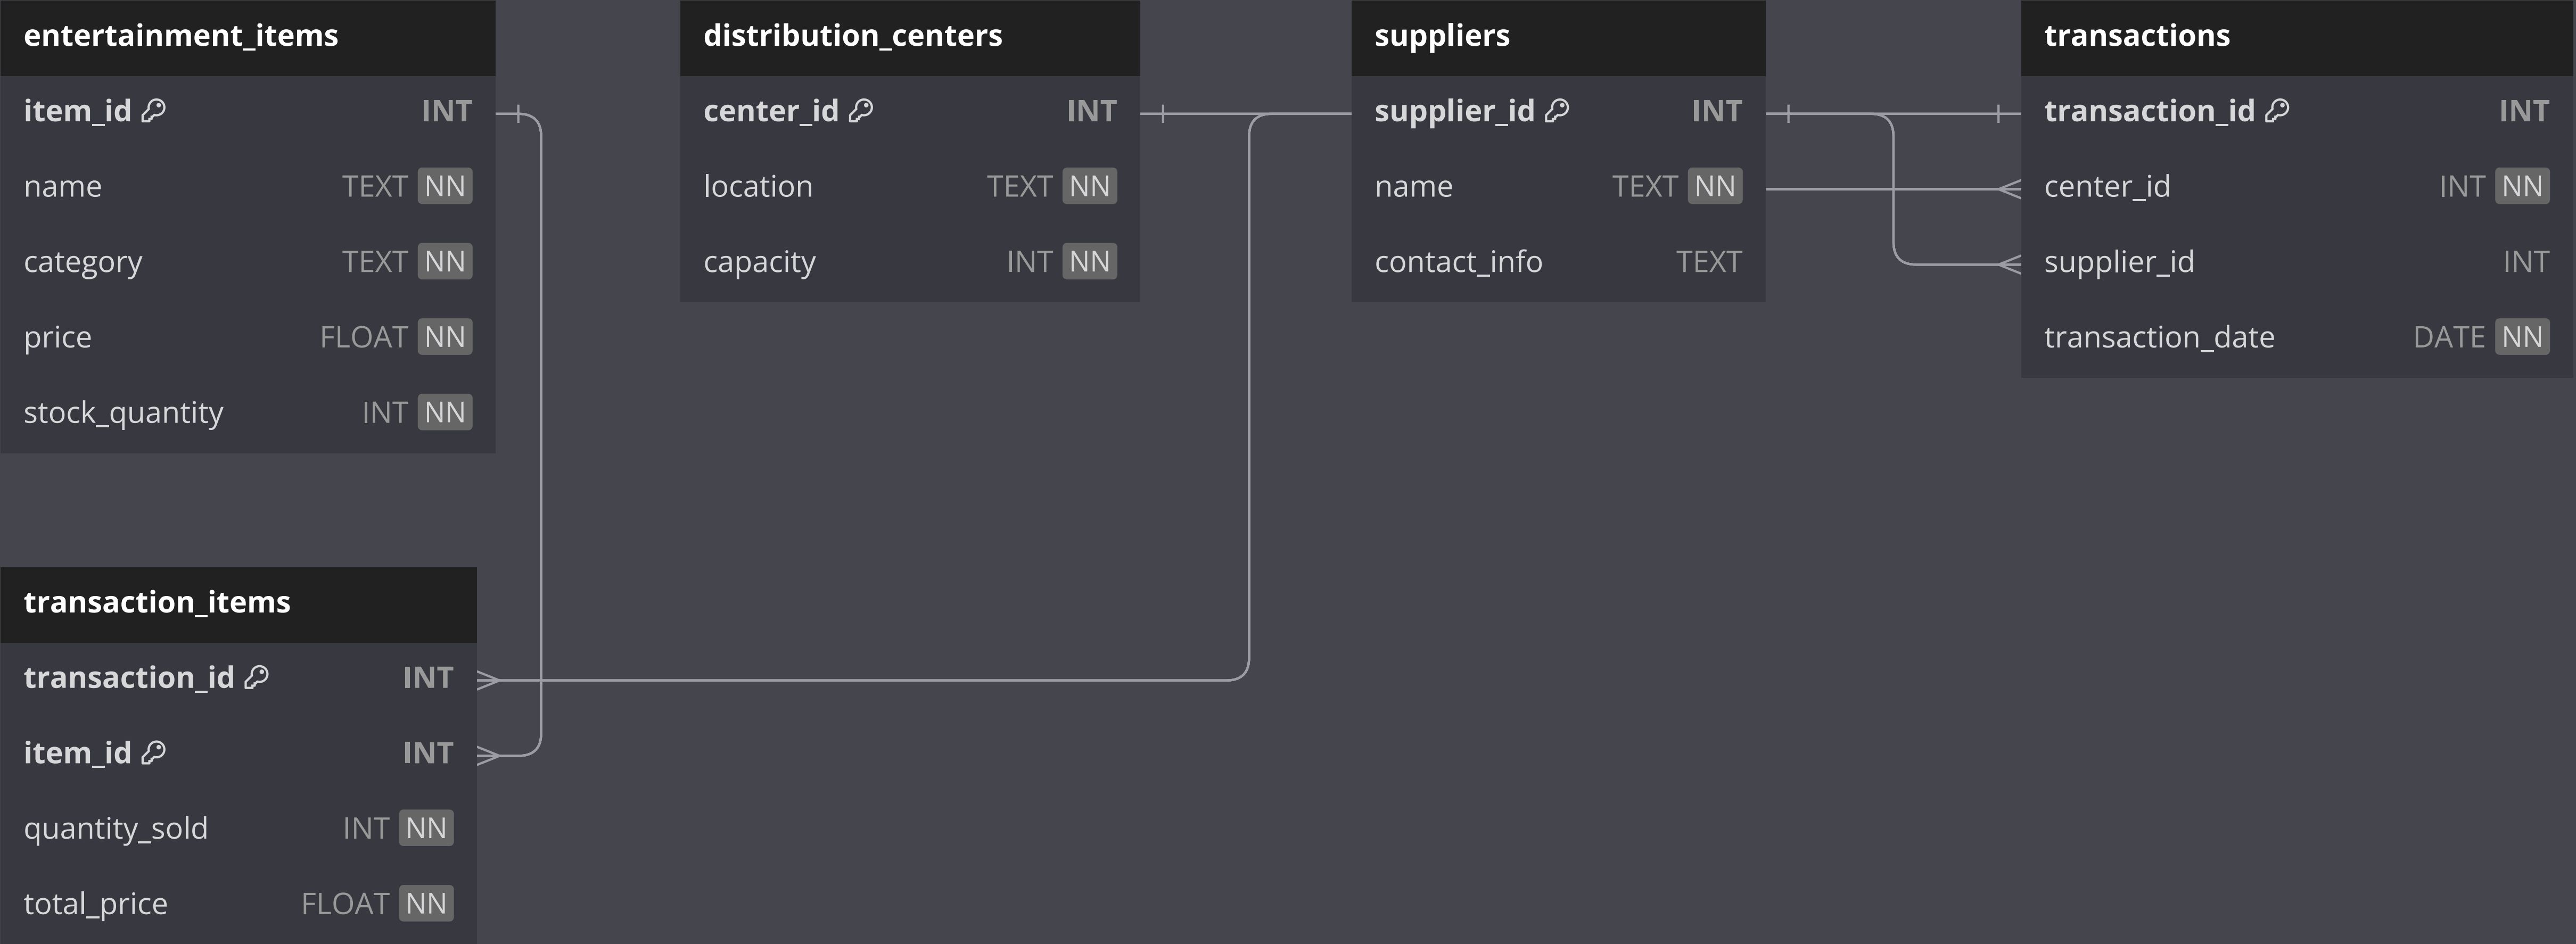 entertainment_items
item_id INT
name TEXT NN
category TEXT NN
price FLOAT NN
stock_quantity INT NN
distribution_centers
center_id INT
location TEXT NN
capacity INT NN
suppliers
supplier_id INT
name TEXT NN
contact_info TEXT
transactions
transaction_id INT
center_id INT NN
supplier_id INT
transaction_date DATE NN
transaction_items
transaction_id INT
item_id INT
quantity_sold INT NN
total_price FLOAT NN